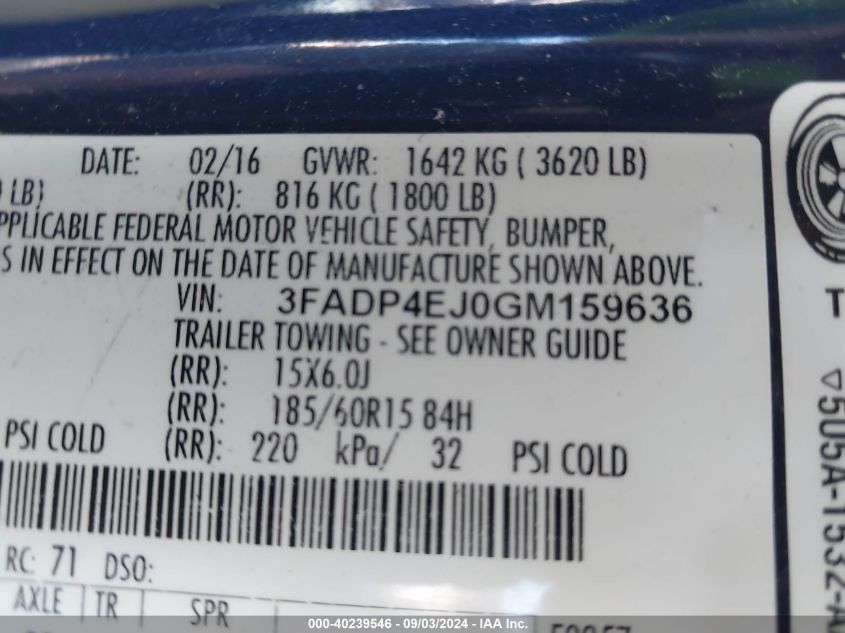 DATE: 02/16 GVWR: 1642 KG ( 3620 LB)
LB) (RR): 816 KG ( 1800 LB)
PPLICABLE FEDERAL MOTOR VEHICLE SAFETY, BUMPER,
S IN EFFECT ON THE DATE OF MANUFACTURE SHOWN ABOVE.
VIN: 3FADP4EJ0GM159636
TRAILER TOWING - SEE OWNER GUIDE
(RR): 15X6.0J
(RR): 185/60R15 84H
PSI COLD (RR): 220 kPa/ 32 PSI COLD
RC: 71 DSO:
AXLE TR SPR
T
▽5U5A-1532-A
000-40239546 - 09/03/2024 - IAA Inc.